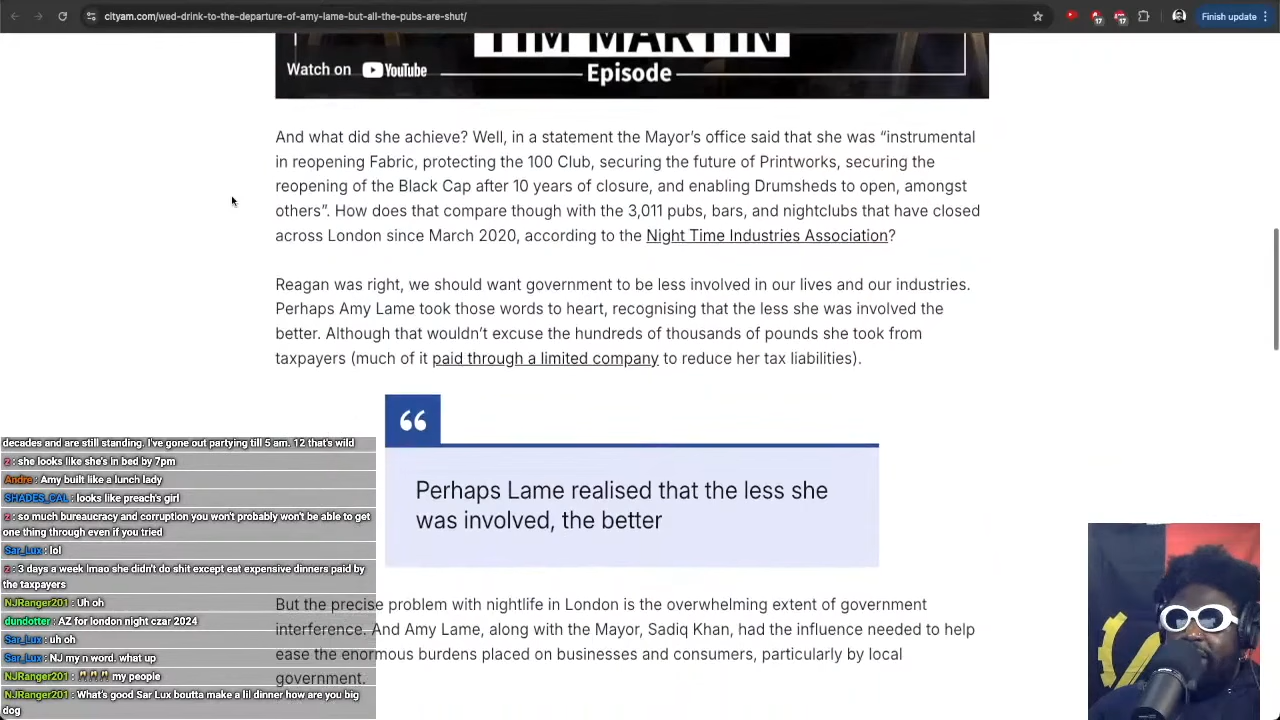 cityam.com/wed-drink-to-the-departure-of-amy-lame-but-all-the-pubs-are-shut/
Finish update
17
17
TIM MARTIN
Watch on YouTube
Episode
And what did she achieve? Well, in a statement the Mayor's office said that she was “instrumental
in reopening Fabric, protecting the 100 Club, securing the future of Printworks, securing the
reopening of the Black Cap after 10 years of closure, and enabling Drumsheds to open, amongst
others”. How does that compare though with the 3,011 pubs, bars, and nightclubs that have closed
across London since March 2020, according to the Night Time Industries Association?
Reagan was right, we should want government to be less involved in our lives and our industries.
Perhaps Amy Lame took those words to heart, recognising that the less she was involved the
better. Although that wouldn't excuse the hundreds of thousands of pounds she took from
taxpayers (much of it paid through a limited company to reduce her tax liabilities).
“
Perhaps Lame realised that the less she
was involved, the better
But the precise problem with nightlife in London is the overwhelming extent of government
interference. And Amy Lame, along with the Mayor, Sadiq Khan, had the influence needed to help
ease the enormous burdens placed on businesses and consumers, particularly by local
government.
decades and are still standing. I've gone out partying till 5 am. 12 that's wild
z: she looks like she's in bed by 7pm
Andre: Amy built like a lunch lady
SHADES_CAL: looks like preach's girl
z: so much bureaucracy and corruption you won't probably won't be able to get
one thing through even if you tried
Sar_Lux: lol
z: 3 days a week lmao she didn't do shit except eat expensive dinners paid by
the taxpayers
NJRanger201: Uh oh
dundotter: AZ for london night czar 2024
Sar_Lux: uh oh
Sar_Lux: NJ my n word. what up
NJRanger201: my people
NJRanger201: What's good Sar Lux boutta make a lil dinner how are you big
dog